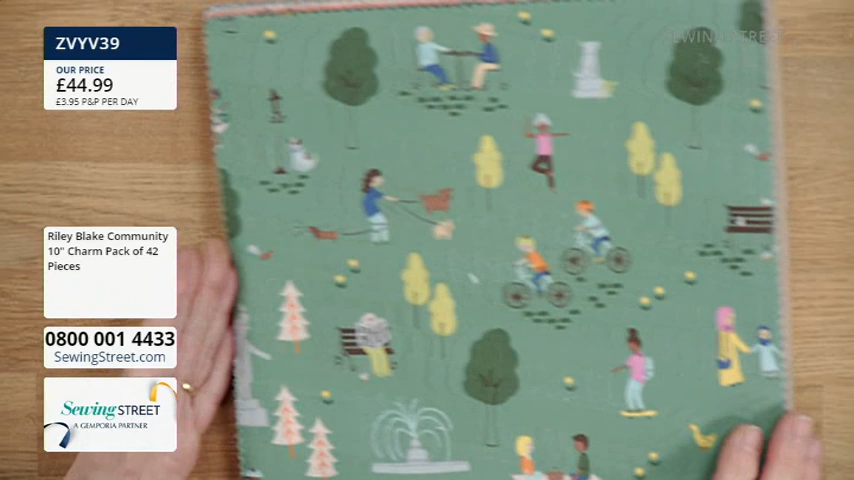 ZVYV39
OUR PRICE
£44.99
£3.95 P&P PER DAY
SEWINGSTREET
Riley Blake Community
10" Charm Pack of 42
Pieces
0800 001 4433
SewingStreet.com
Sewing STREET
A GEMPORIA PARTNER